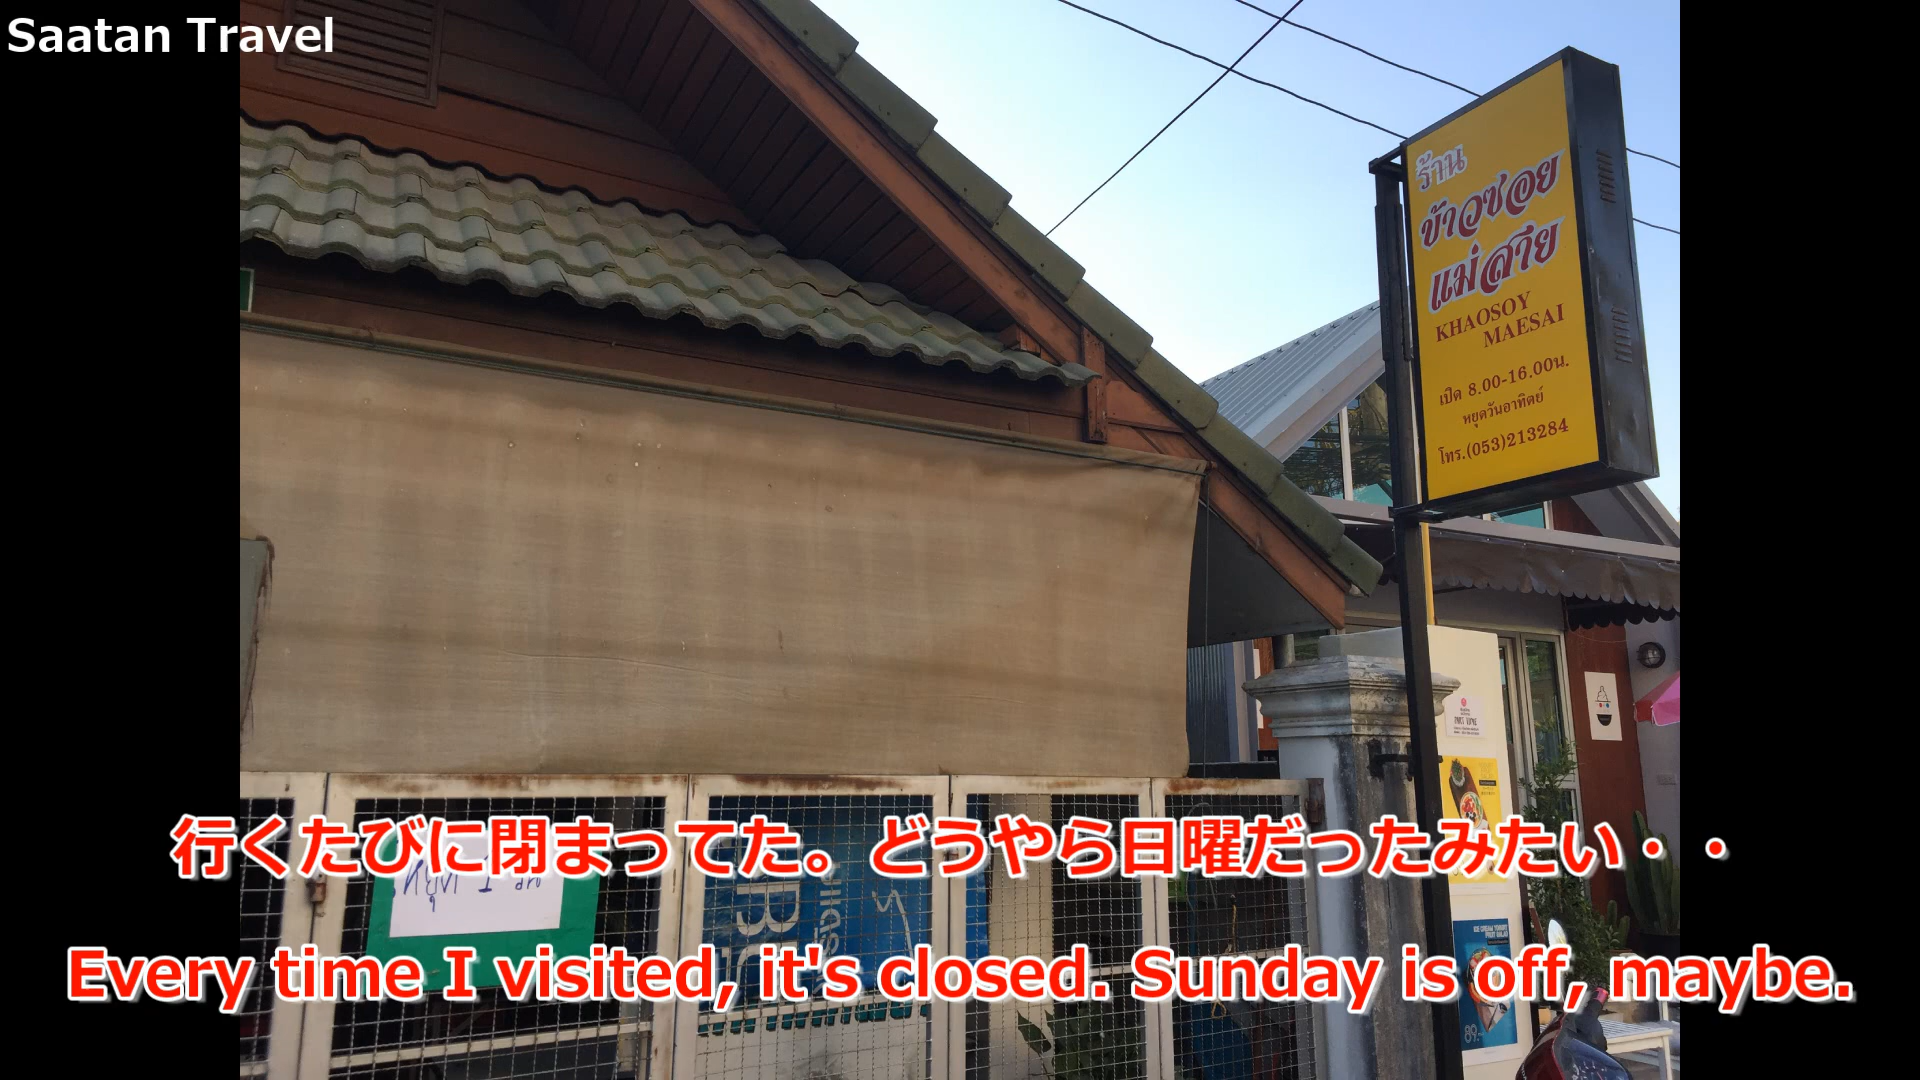 Saatan Travel
ร้าน
ข้าวซอย
แม่สาย
KHAOSOY
MAESAI
เปิด 8.00-16.00น.
หยุดวันอาทิตย์
โทร.(053)213284
行くたびに閉まってた。どうやら日曜だったみたい・・
Every time I visited, it's closed. Sunday is off, maybe.
89.-